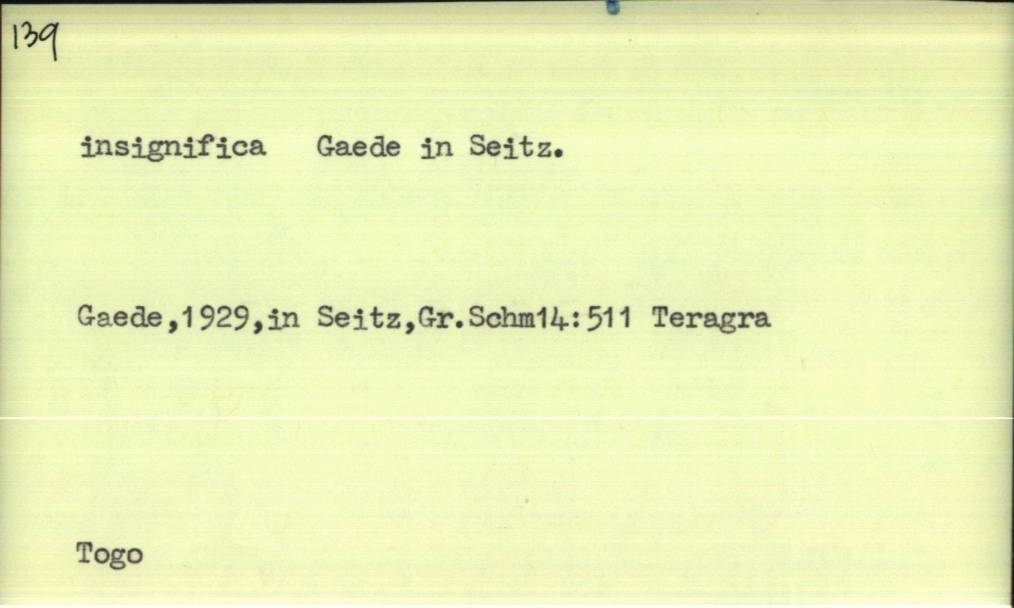 139
insignifica Gaede in Seitz.
Gaede,1929,in Seitz,Gr.Schm14:511 Teragra
Togo